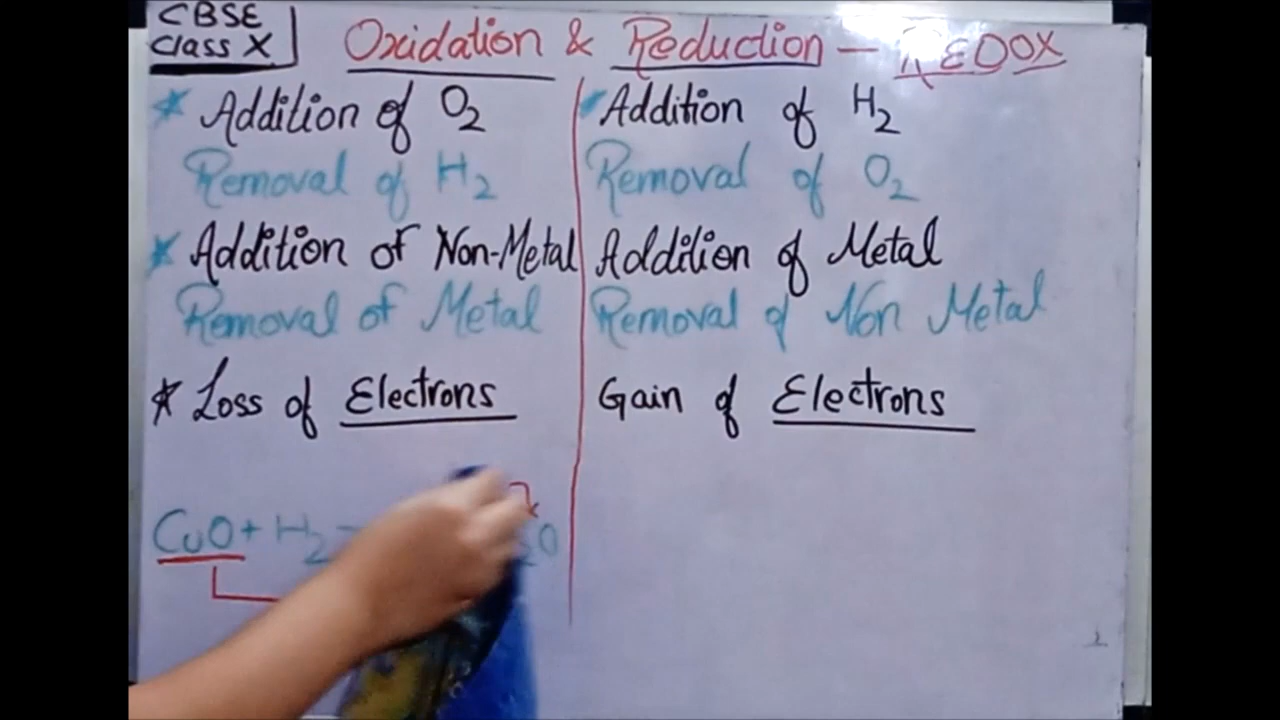 CBSE
Class X
Oxidation & Reduction — REDOX
* Addition of O2
Removal of H2
* Addition of Non-Metal
Removal of Metal
* Loss of Electrons
Addition of H2
Removal of O2
Addition of Metal
Removal of Non Metal
Gain of Electrons
CuO + H2
2O